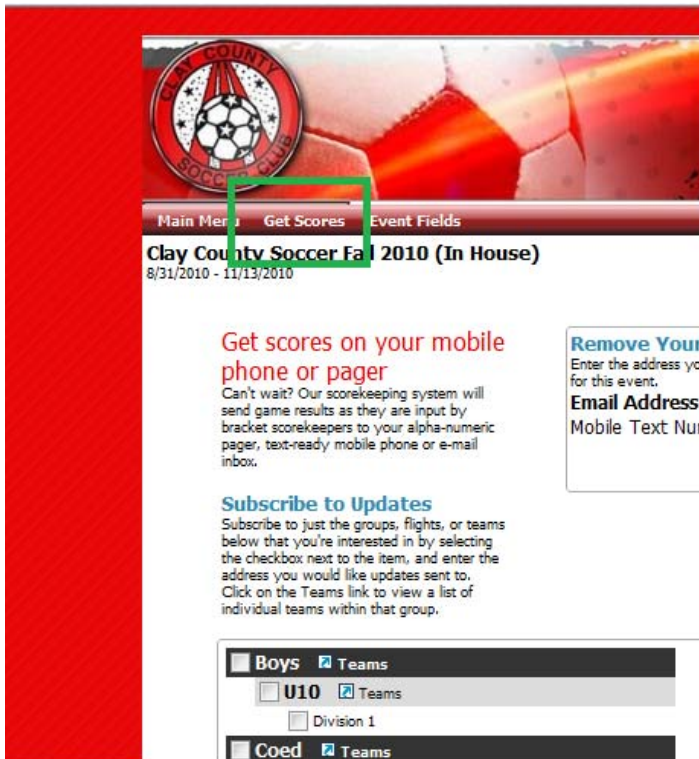 CLAY COUNTY
SOCCER CLUB
Main Menu Get Scores Event Fields
Clay County Soccer Fall 2010 (In House)
8/31/2010 - 11/13/2010
Get scores on your mobile
phone or pager
Can't wait? Our scorekeeping system will
send game results as they are input by
bracket scorekeepers to your alpha-numeric
pager, text-ready mobile phone or e-mail
inbox.
Subscribe to Updates
Subscribe to just the groups, flights, or teams
below that you're interested in by selecting
the checkbox next to the item, and enter the
address you would like updates sent to.
Click on the Teams link to view a list of
individual teams within that group.
Remove Your
Enter the address yo
for this event.
Email Address
Mobile Text Nu
Boys Teams
U10 Teams
Division 1
Coed Teams